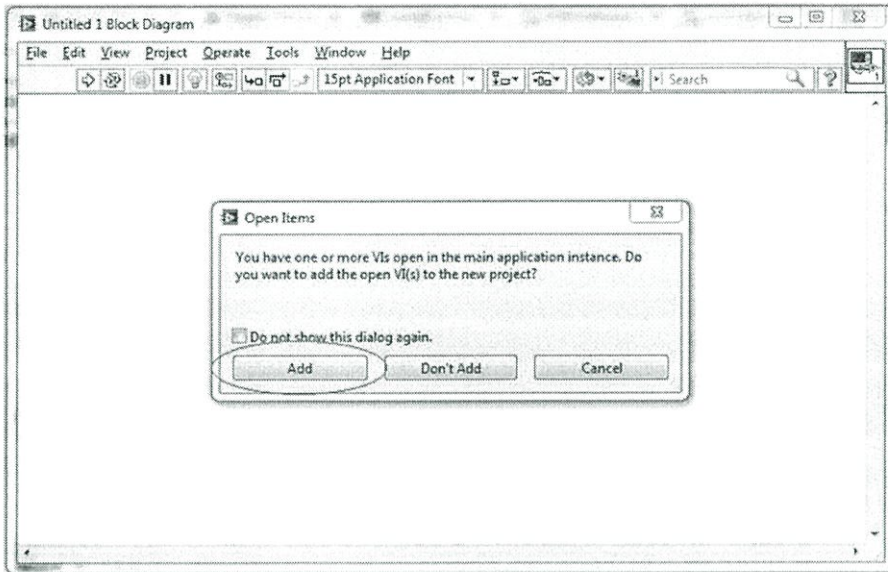 Untitled 1 Block Diagram
File Edit View Project Operate Tools Window Help
15pt Application Font Search
Open Items
You have one or more VIs open in the main application instance. Do
you want to add the open VI(s) to the new project?
Do not show this dialog again.
Add Don't Add Cancel